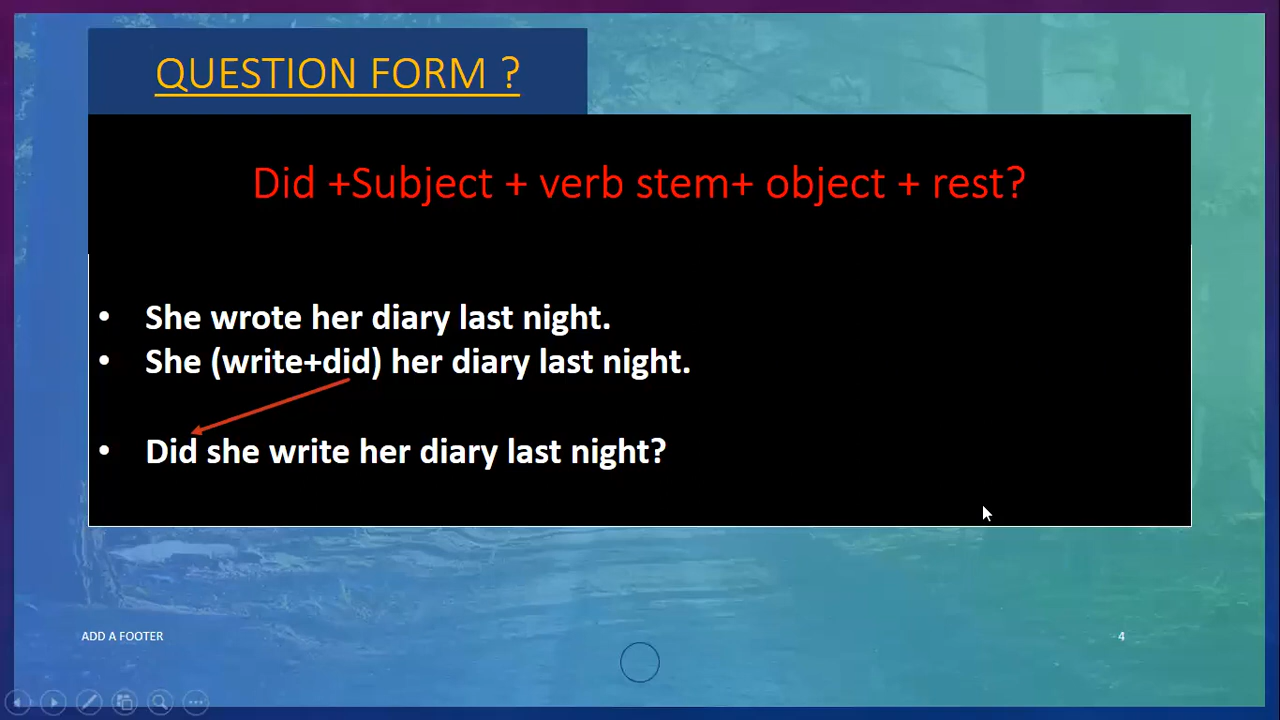 QUESTION FORM ?
Did +Subject + verb stem+ object + rest?
• She wrote her diary last night.
• She (write+did) her diary last night.
• Did she write her diary last night?
ADD A FOOTER
4